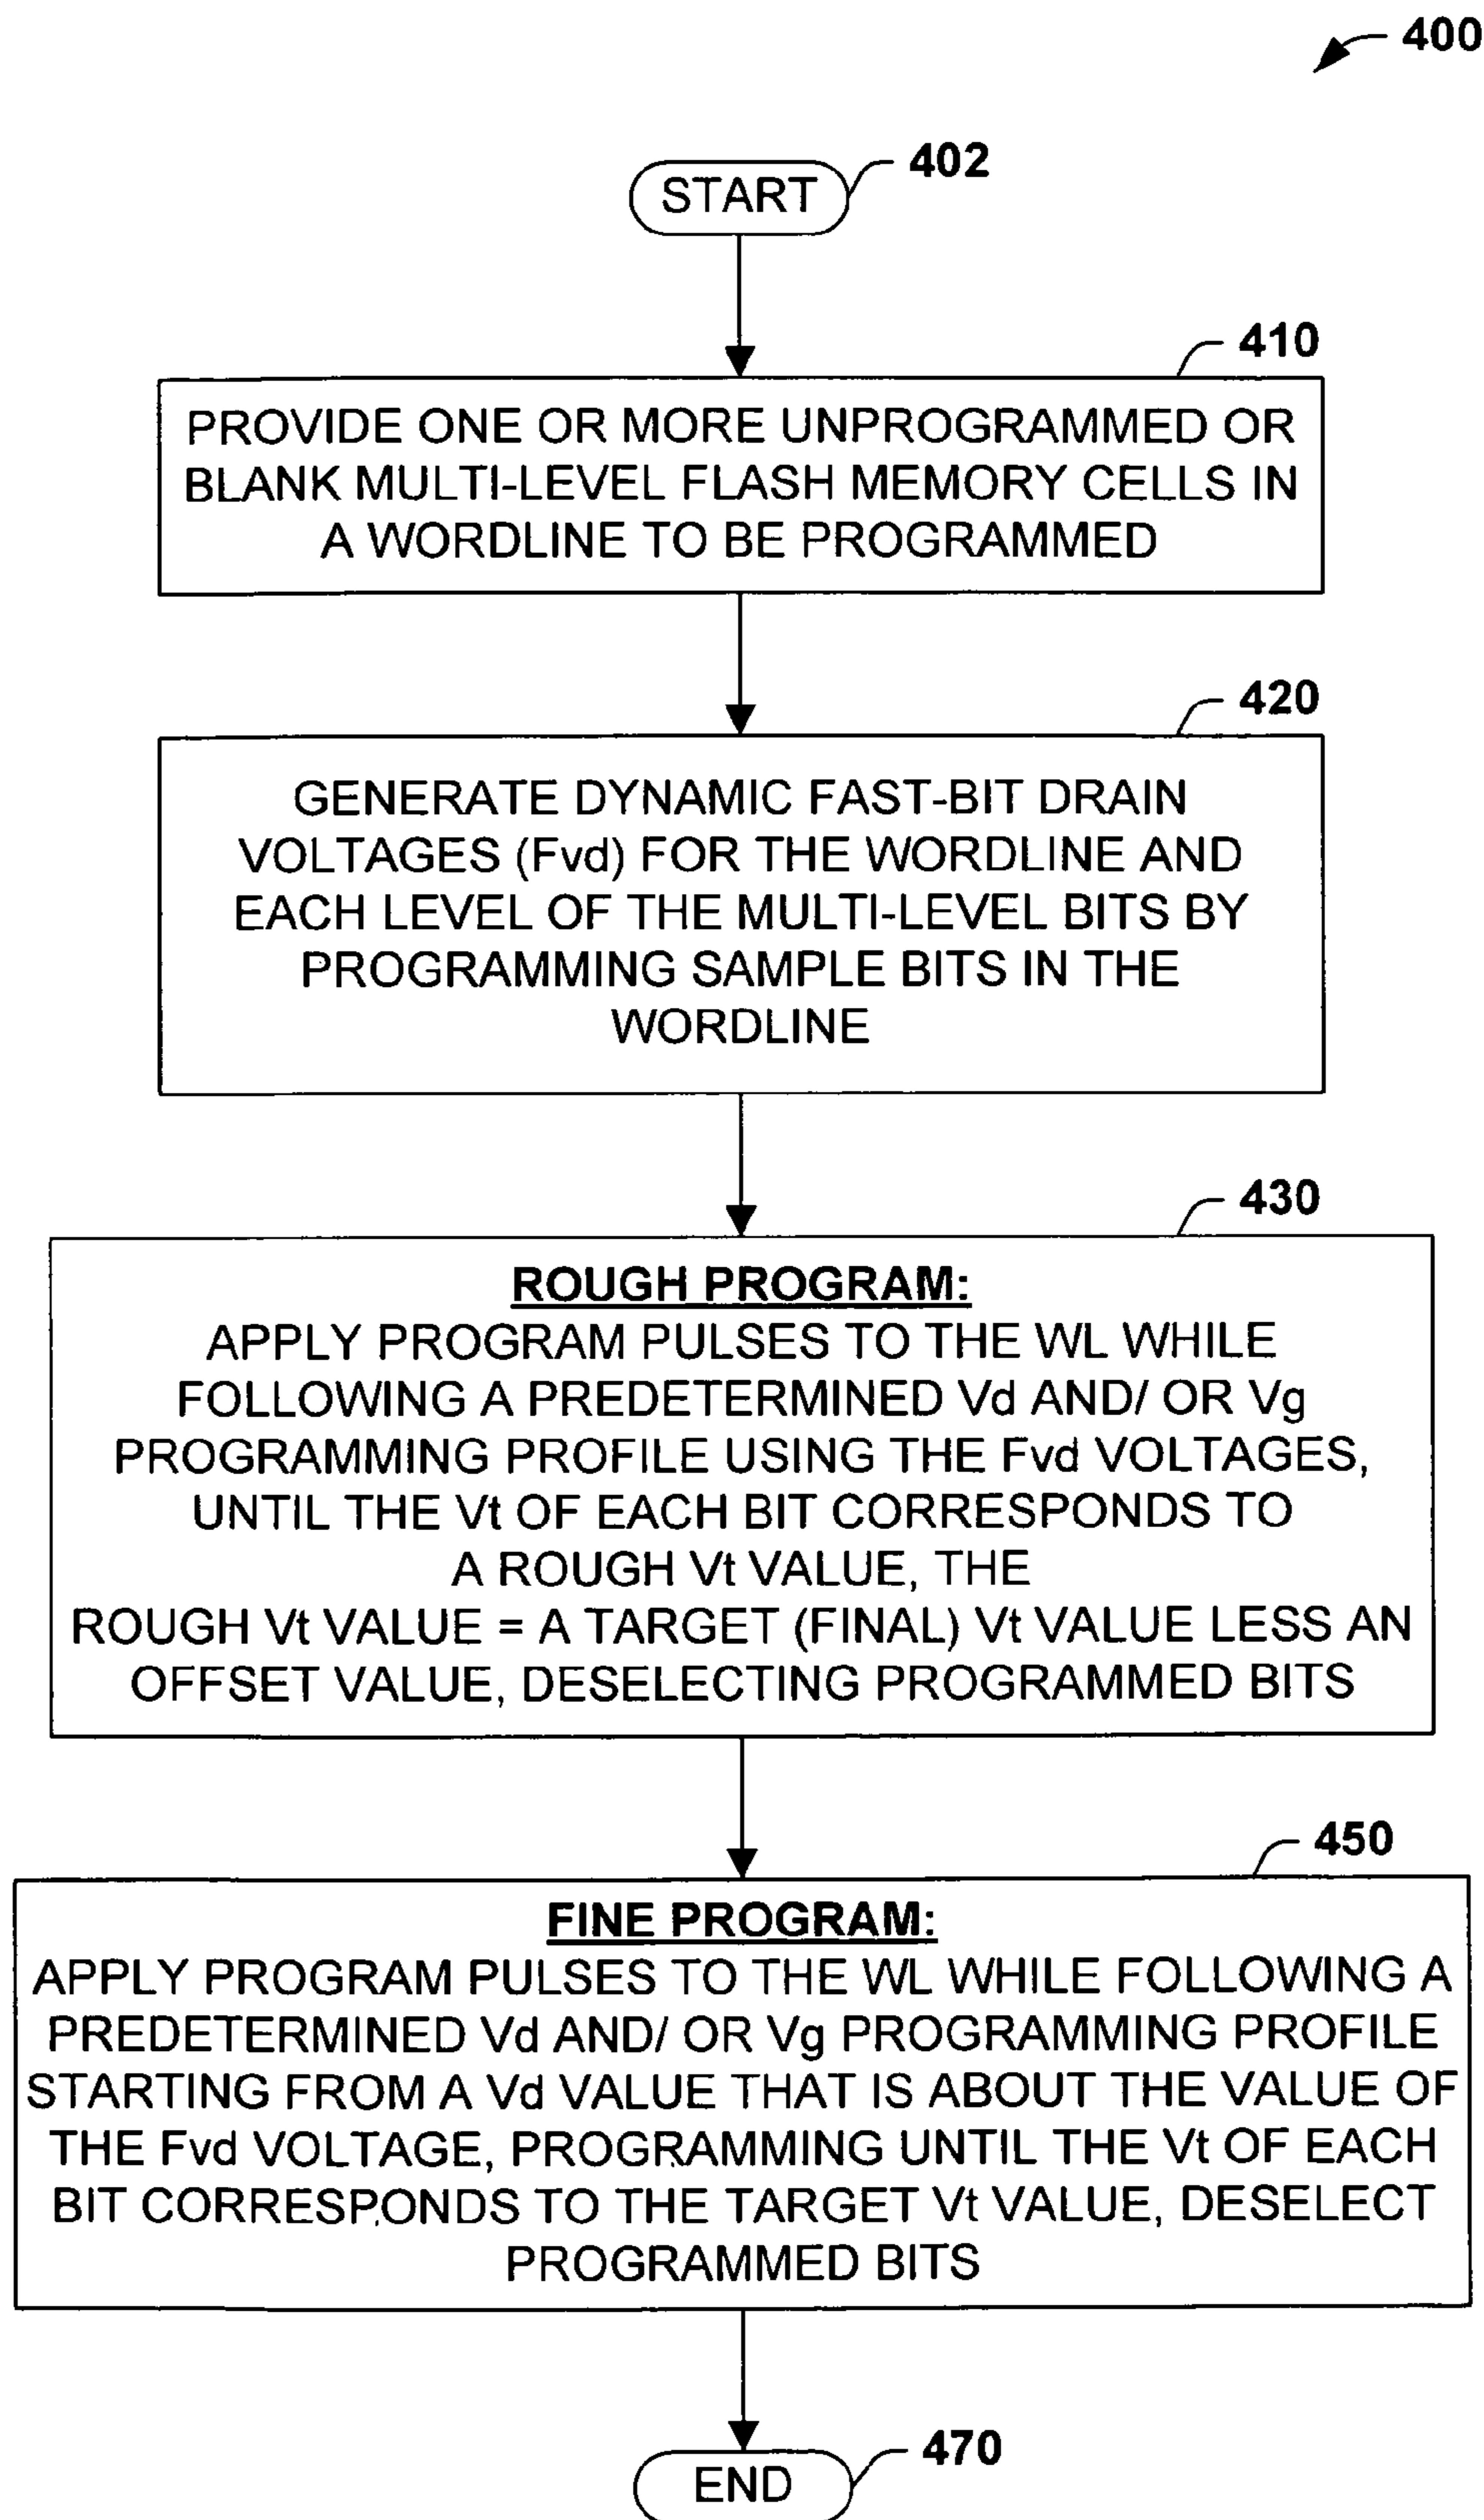 400
START
402
410
PROVIDE ONE OR MORE UNPROGRAMMED OR
BLANK MULTI-LEVEL FLASH MEMORY CELLS IN
A WORDLINE TO BE PROGRAMMED
420
GENERATE DYNAMIC FAST-BIT DRAIN
VOLTAGES (Fvd) FOR THE WORDLINE AND
EACH LEVEL OF THE MULTI-LEVEL BITS BY
PROGRAMMING SAMPLE BITS IN THE
WORDLINE
430
ROUGH PROGRAM:
APPLY PROGRAM PULSES TO THE WL WHILE
FOLLOWING A PREDETERMINED Vd AND/ OR Vg
PROGRAMMING PROFILE USING THE Fvd VOLTAGES,
UNTIL THE Vt OF EACH BIT CORRESPONDS TO
A ROUGH Vt VALUE, THE
ROUGH Vt VALUE = A TARGET (FINAL) Vt VALUE LESS AN
OFFSET VALUE, DESELECTING PROGRAMMED BITS
450
FINE PROGRAM:
APPLY PROGRAM PULSES TO THE WL WHILE FOLLOWING A
PREDETERMINED Vd AND/ OR Vg PROGRAMMING PROFILE
STARTING FROM A Vd VALUE THAT IS ABOUT THE VALUE OF
THE Fvd VOLTAGE, PROGRAMMING UNTIL THE Vt OF EACH
BIT CORRESPONDS TO THE TARGET Vt VALUE, DESELECT
PROGRAMMED BITS
470
END